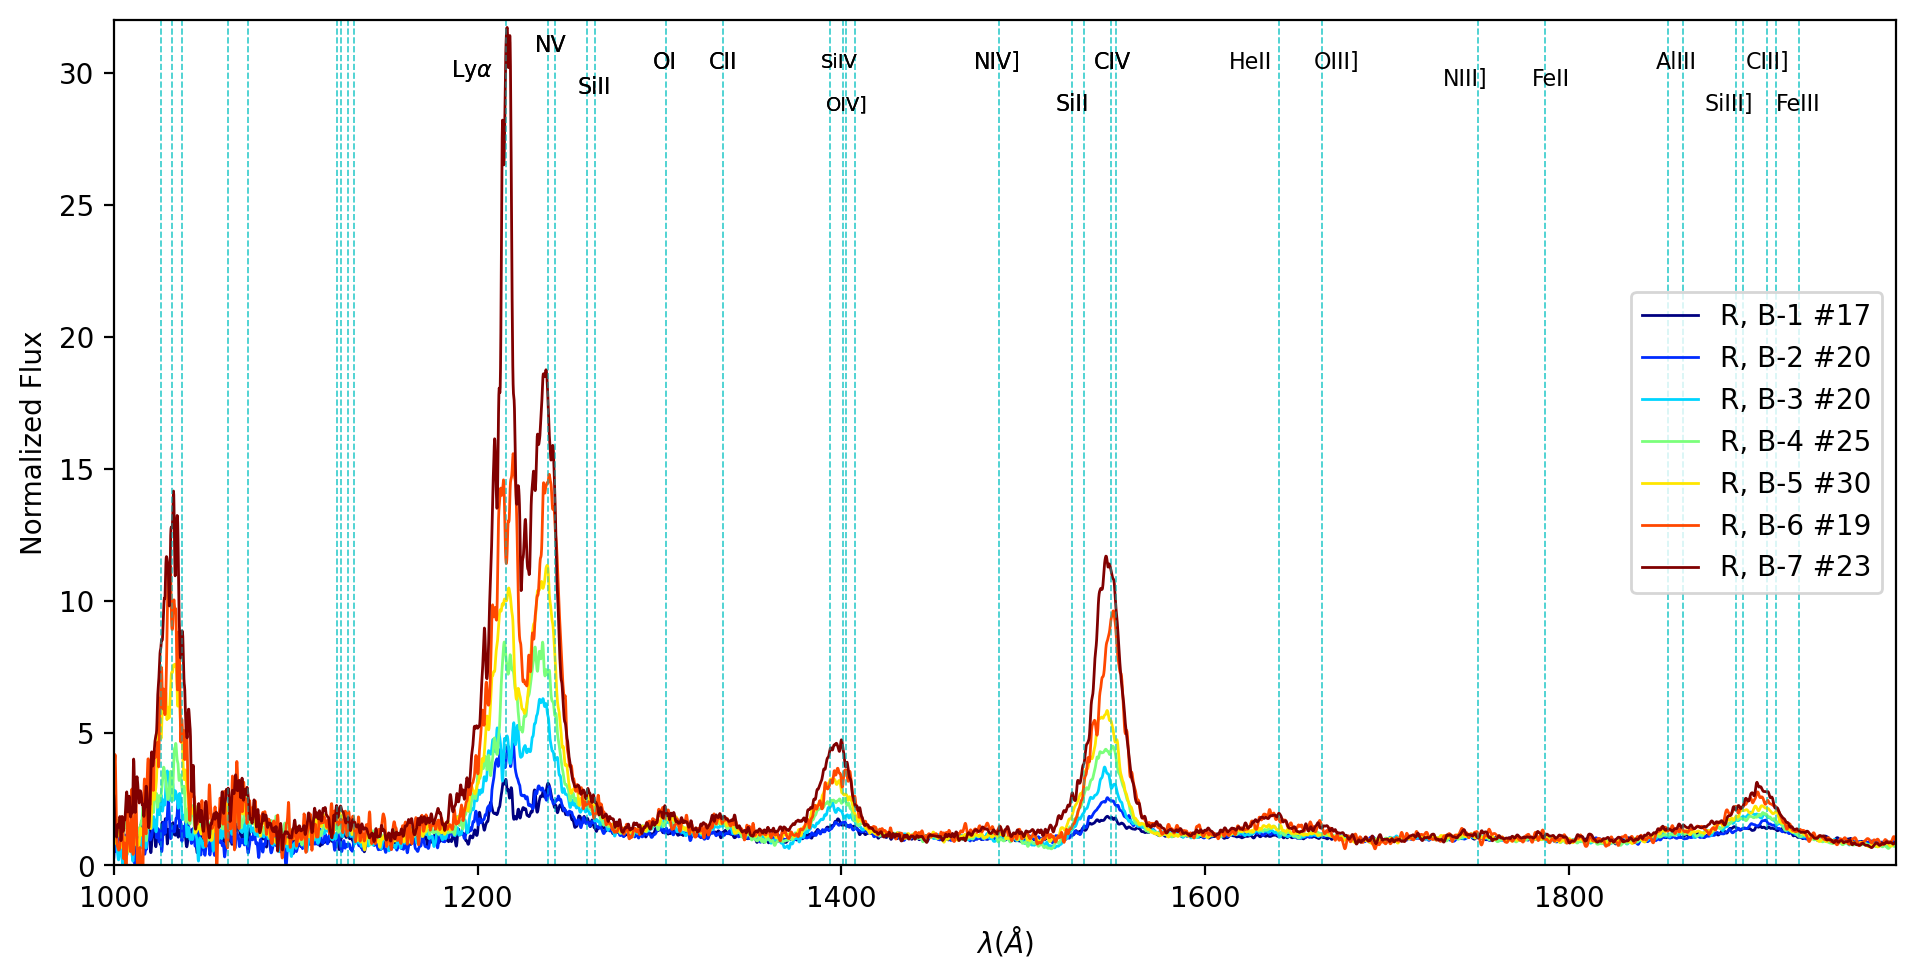 NV
Lyα
SiII
OI
CII
SiIV
OIV]
NIV]
CIV
SiII
HeII
OIII]
NIII]
FeII
AlIII
CIII]
SiIII]
FeIII
30
25
20
15
10
5
0
Normalized Flux
R, B-1 #17
R, B-2 #20
R, B-3 #20
R, B-4 #25
R, B-5 #30
R, B-6 #19
R, B-7 #23
1000
1200
1400
1600
1800
λ(Å)